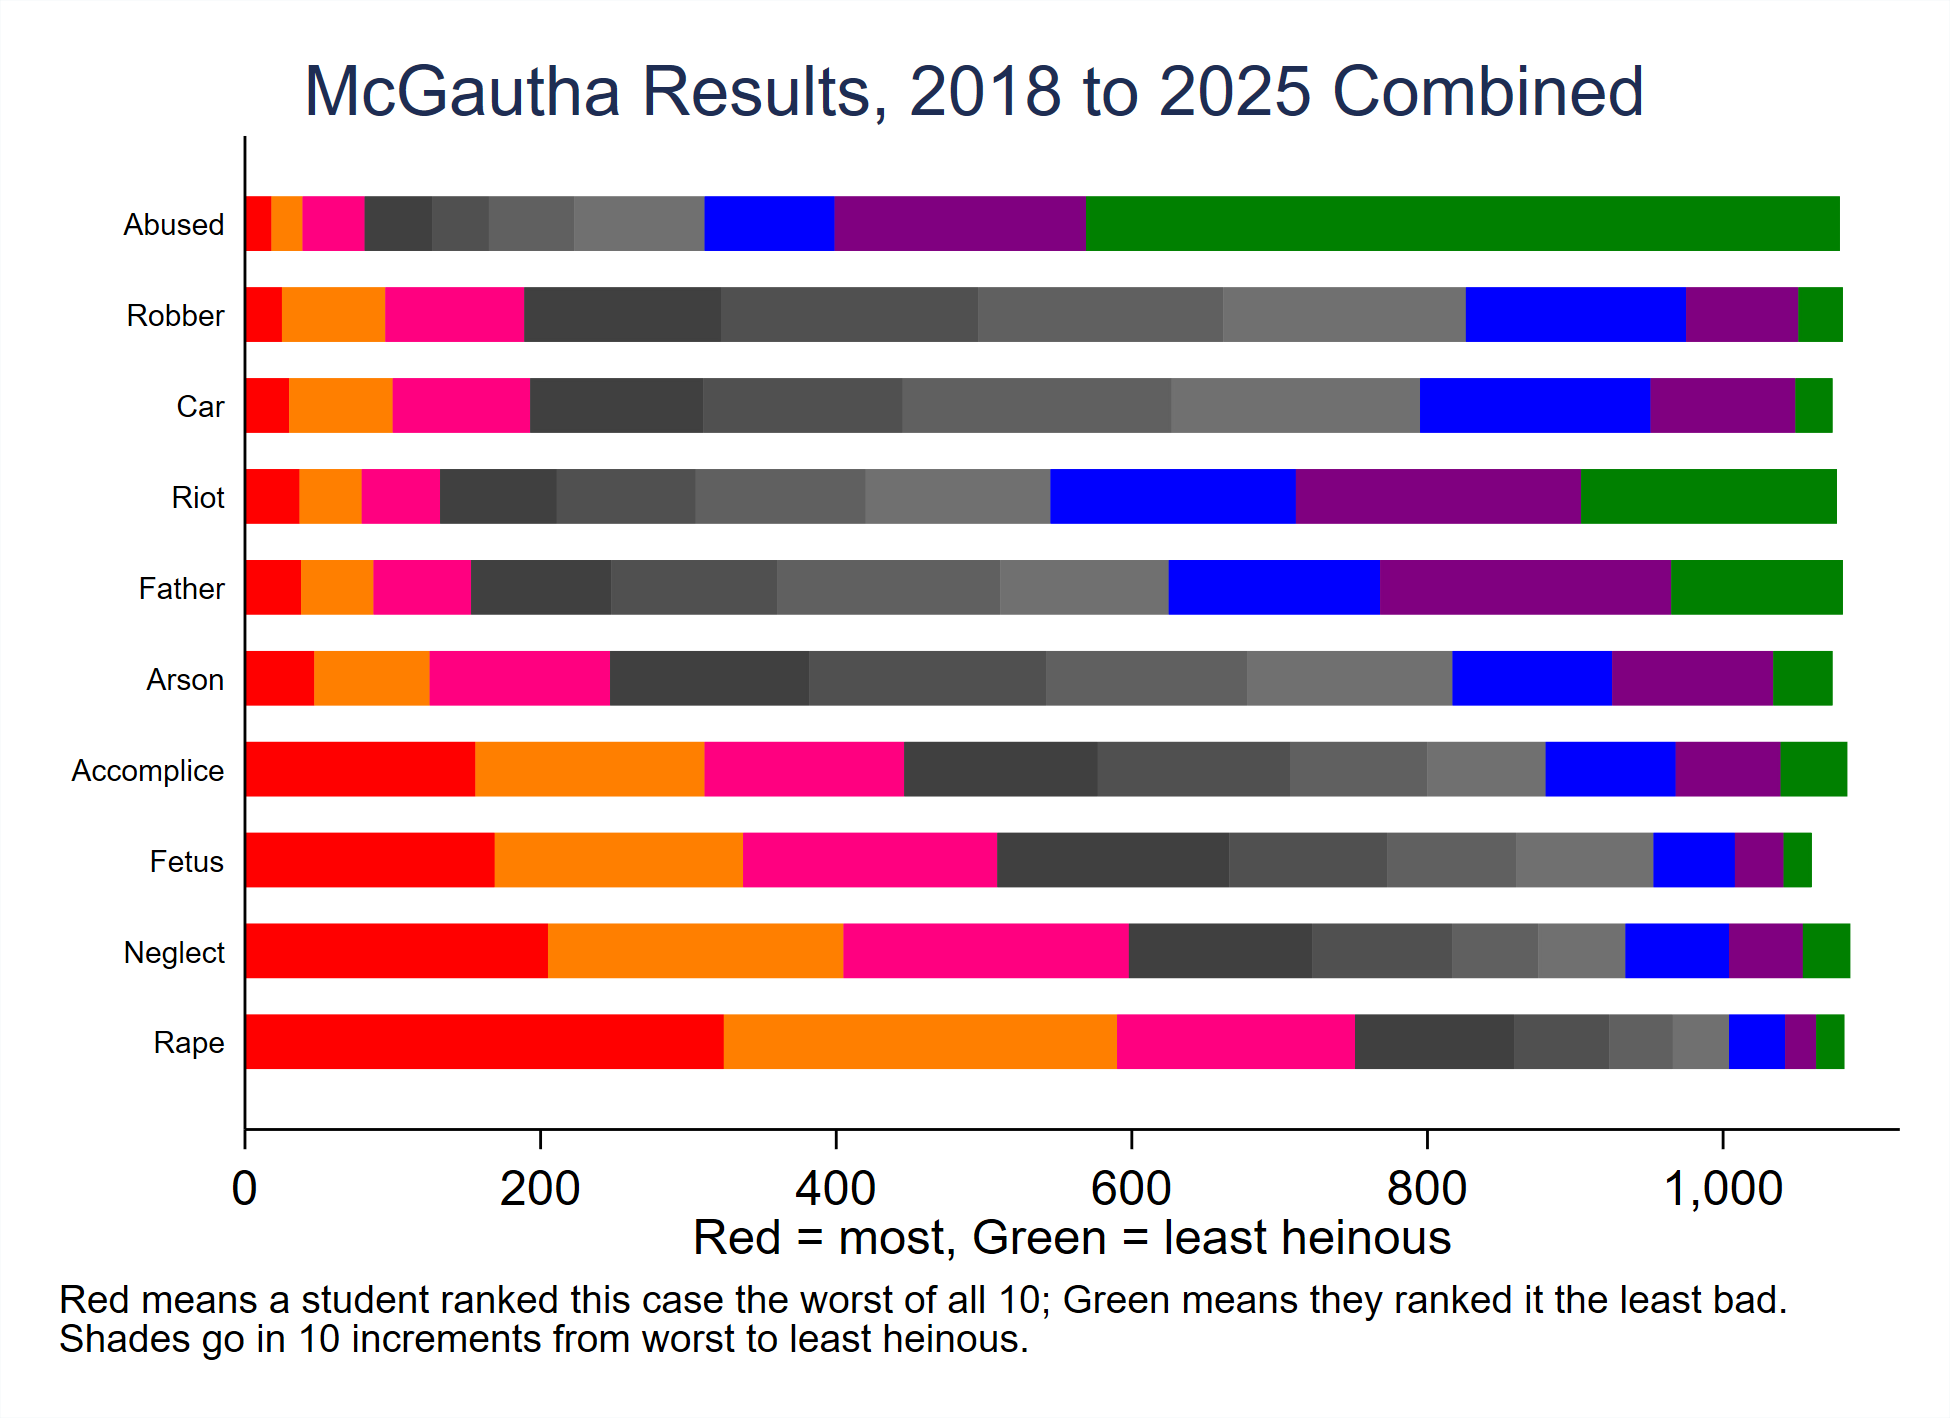 McGautha Results, 2018 to 2025 Combined
Abused
Robber
Car
Riot
Father
Arson
Accomplice
Fetus
Neglect
Rape
0 200 400 600 800 1,000
Red = most, Green = least heinous
Red means a student ranked this case the worst of all 10; Green means they ranked it the least bad.
Shades go in 10 increments from worst to least heinous.